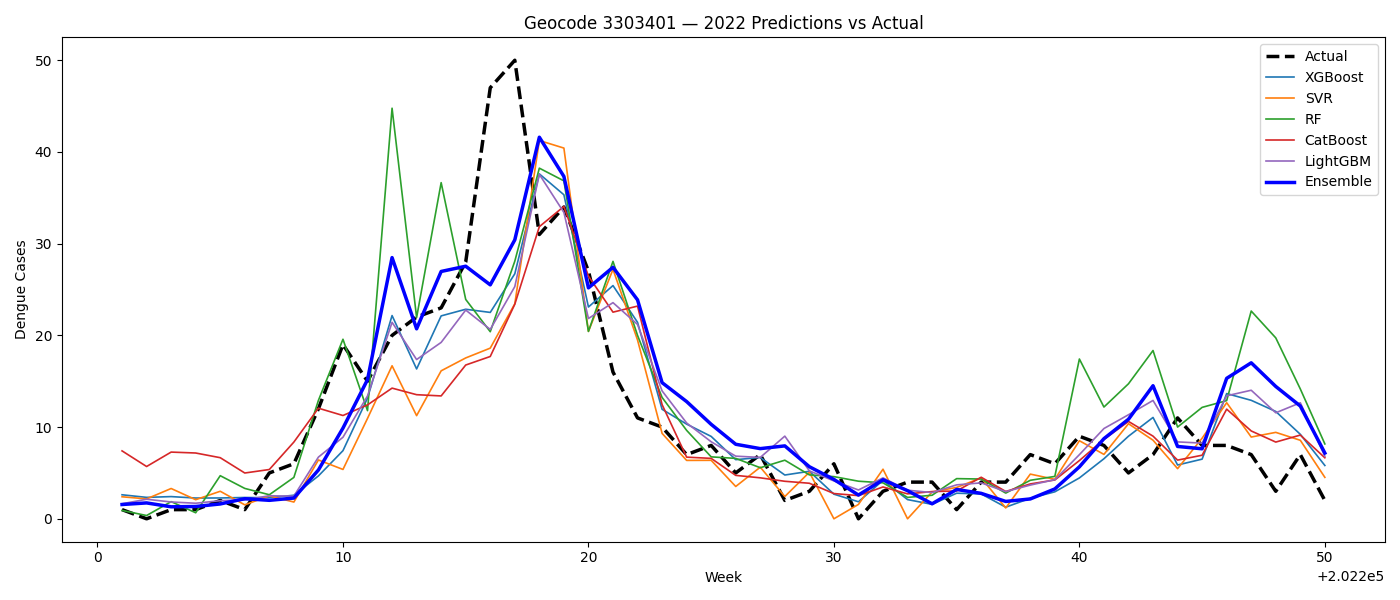 Geocode 3303401 — 2022 Predictions vs Actual
Dengue Cases
50
40
30
20
10
0
Actual
XGBoost
SVR
RF
CatBoost
LightGBM
Ensemble
0 10 20 30 40 50
Week
+2.022e5